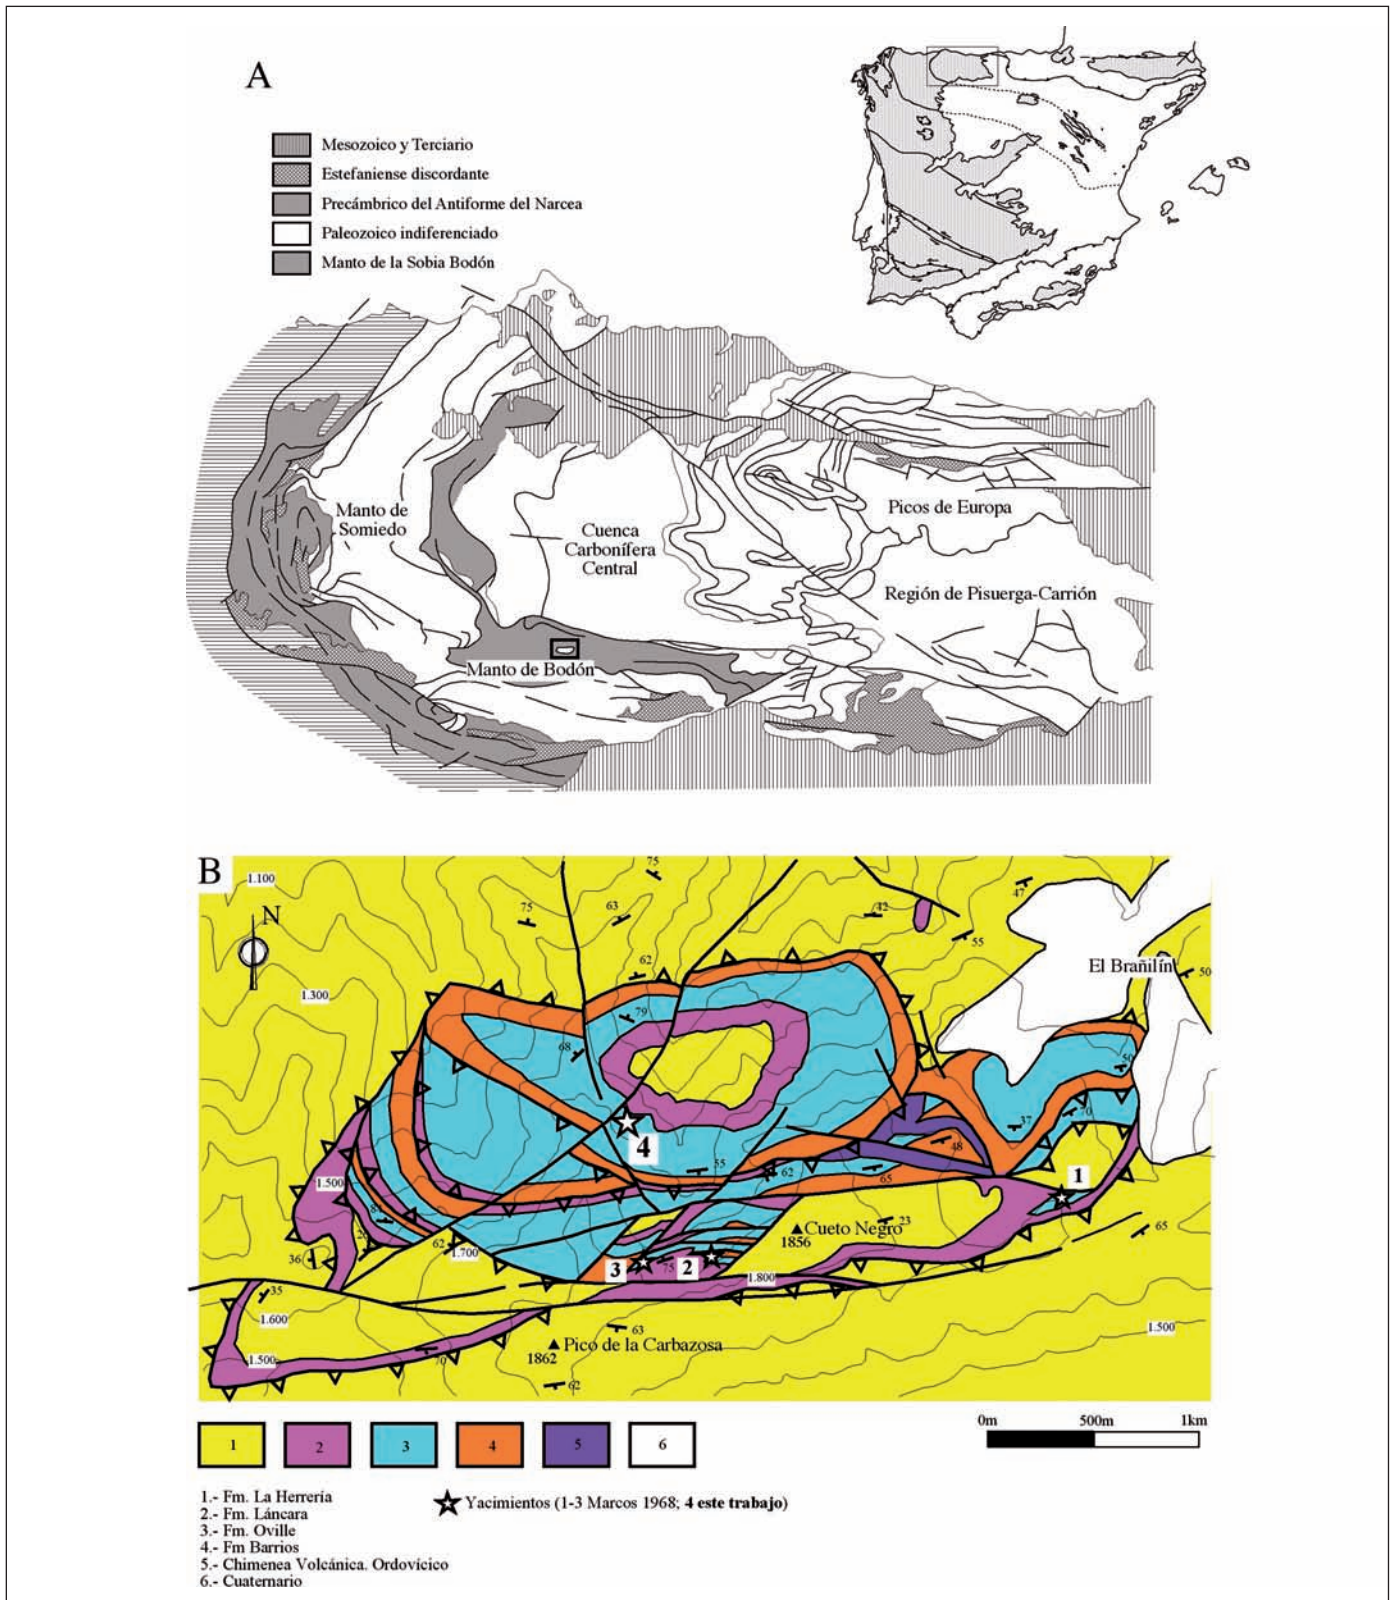 A
Mesozoico y Terciario
Estefaniense discordante
Precámbrico del Antiforme del Narcea
Paleozoico indiferenciado
Manto de la Sobia Bodón
Manto de
Somiedo
Cuenca
Carbonífera
Central
Picos de Europa
Región de Pisuerga-Carrión
Manto de Bodón
B
1.100
75
N
75
63
42
47
55
El Brañilín
50
62
1.300
79
68
50
37
70
4
48
1
55
62
65
1.500
62
1.700
36
Cueto Negro
1856
23
65
3
75
2
1.800
35
1.600
63
Pico de la Carbazosa
1862
1.500
1.500
70
62
1
2
3
4
5
6
0m
500m
1km
1.- Fm. La Herrería
2.- Fm. Láncara
3.- Fm. Oville
4.- Fm Barrios
5.- Chimenea Volcánica. Ordovícico
6.- Cuaternario
Yacimientos (1-3 Marcos 1968; 4 este trabajo)